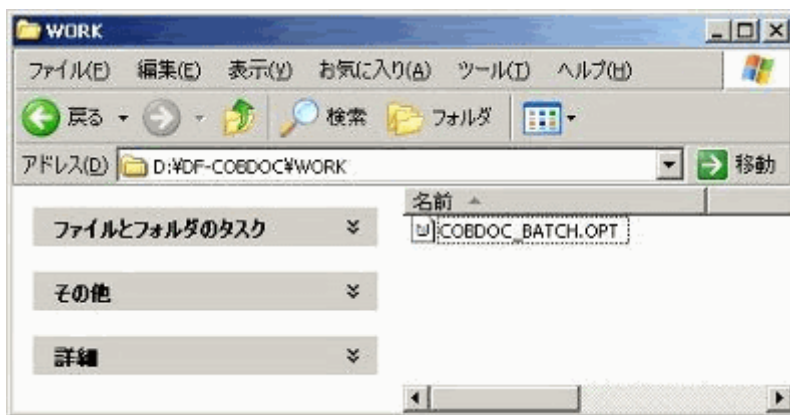 WORK
ファイル(F) 編集(E) 表示(V) お気に入り(A) ツール(T) ヘルプ(H)
戻る 検索 フォルダ
アドレス(D) D:¥DF-COBDOC¥WORK 移動
名前
ファイルとフォルダのタスク
COBDOC_BATCH.OPT
その他
詳細